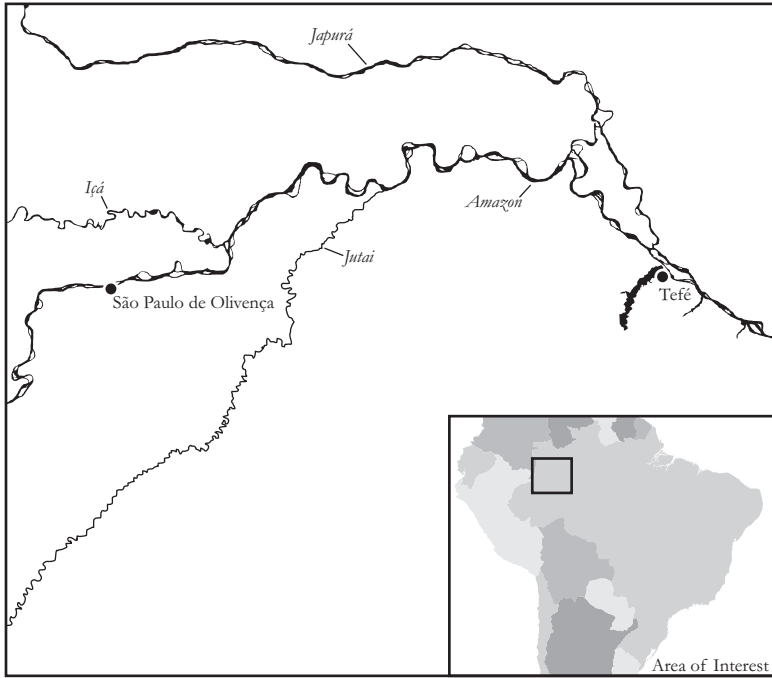 Japurá
Içá
Amazon
Jutai
São Paulo de Olivença
Tefé
Area of Interest